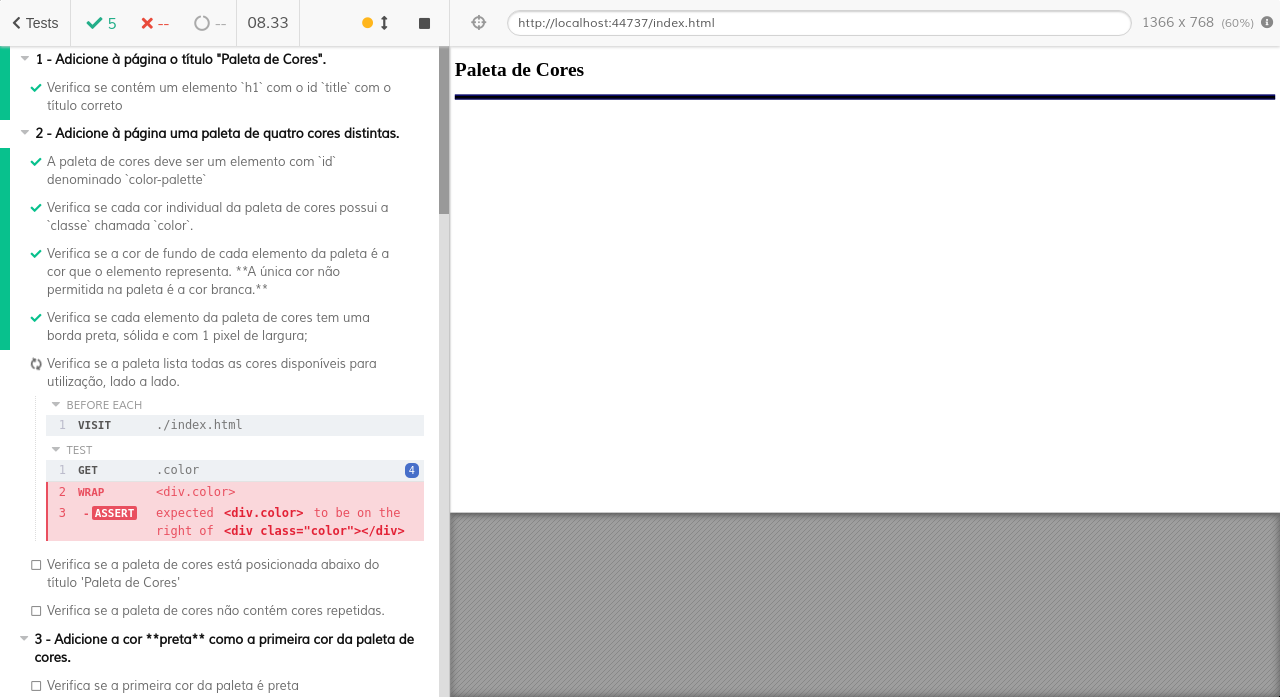 Tests
5
--
--
08.33
http://localhost:44737/index.html
1366 x 768 (60%)
1 - Adicione à página o título "Paleta de Cores".
Verifica se contém um elemento `h1` com o id `title` com o
título correto
2 - Adicione à página uma paleta de quatro cores distintas.
A paleta de cores deve ser um elemento com `id`
denominado `color-palette`
Verifica se cada cor individual da paleta de cores possui a
`classe` chamada `color`.
Verifica se a cor de fundo de cada elemento da paleta é a
cor que o elemento representa. **A única cor não
permitida na paleta é a cor branca.**
Verifica se cada elemento da paleta de cores tem uma
borda preta, sólida e com 1 pixel de largura;
Verifica se a paleta lista todas as cores disponíveis para
utilização, lado a lado.
BEFORE EACH
1 VISIT ./index.html
TEST
1 GET .color 4
2 WRAP <div.color>
3 -ASSERT expected <div.color> to be on the
right of <div class="color"></div>
Verifica se a paleta de cores está posicionada abaixo do
título 'Paleta de Cores'
Verifica se a paleta de cores não contém cores repetidas.
3 - Adicione a cor **preta** como a primeira cor da paleta de
cores.
Verifica se a primeira cor da paleta é preta
Paleta de Cores